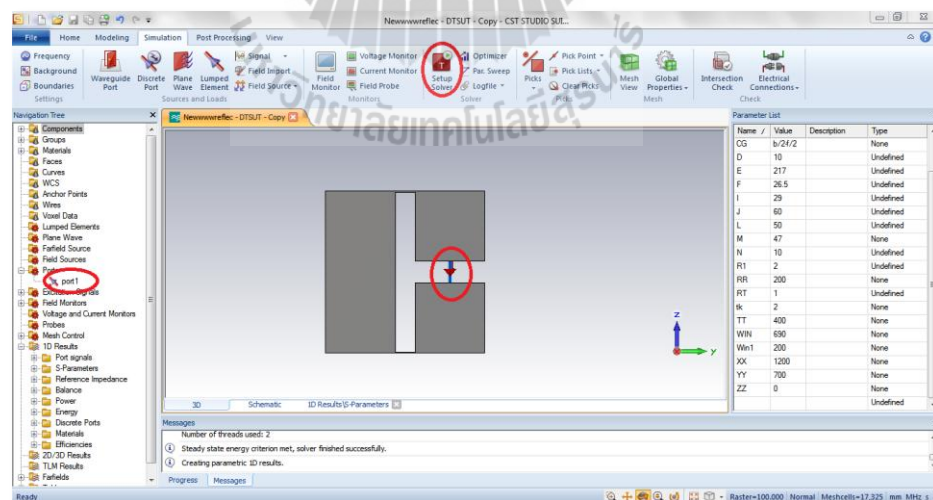 Newwwwreflec - DTSUT - Copy - CST STUDIO SUI...
File Home Modeling Simulation Post Processing View
Frequency
Background
Boundaries
Settings
Waveguide Port
Discrete Port
Plane Wave
Lumped Element
Signal
Field Import
Field Source
Sources and Loads
Field Monitor
Voltage Monitor
Current Monitor
Field Probe
Monitors
Setup Solver
Optimizer
Par. Sweep
Logfile
Solver
Picks
Pick Point
Pick Lists
Clear Picks
Picks
Mesh View
Global Properties
Mesh
Intersection Check
Electrical Connections
Check
Navigation Tree
Components
Groups
Materials
Faces
Curves
WCS
Anchor Points
Wires
Voxel Data
Lumped Elements
Plane Wave
Farfield Source
Field Sources
Ports
port1
Excitation Signals
Field Monitors
Voltage and Current Monitors
Probes
Mesh Control
1D Results
Port signals
S-Parameters
Reference Impedance
Balance
Power
Energy
Discrete Ports
Materials
Efficiencies
2D/3D Results
TLM Results
Farfields
Newwwwreflec - DTSUT - Copy
z
y
3D Schematic 1D Results\S-Parameters
Messages
Number of threads used: 2
Steady state energy criterion met, solver finished successfully.
Creating parametric 1D results.
Progress Messages
Parameter List
Name / Value Description Type
CG b/2-f/2 None
D 10 Undefined
E 217 Undefined
F 26.5 Undefined
I 29 Undefined
J 60 Undefined
L 50 Undefined
M 47 None
N 10 Undefined
R1 2 Undefined
RR 200 None
RT 1 Undefined
tk 2 None
TT 400 None
WIN 690 None
Win1 200 None
XX 1200 None
YY 700 None
ZZ 0 None
Undefined
Ready
Raster=100.000 Normal Meshcells=17,325 mm MHz s